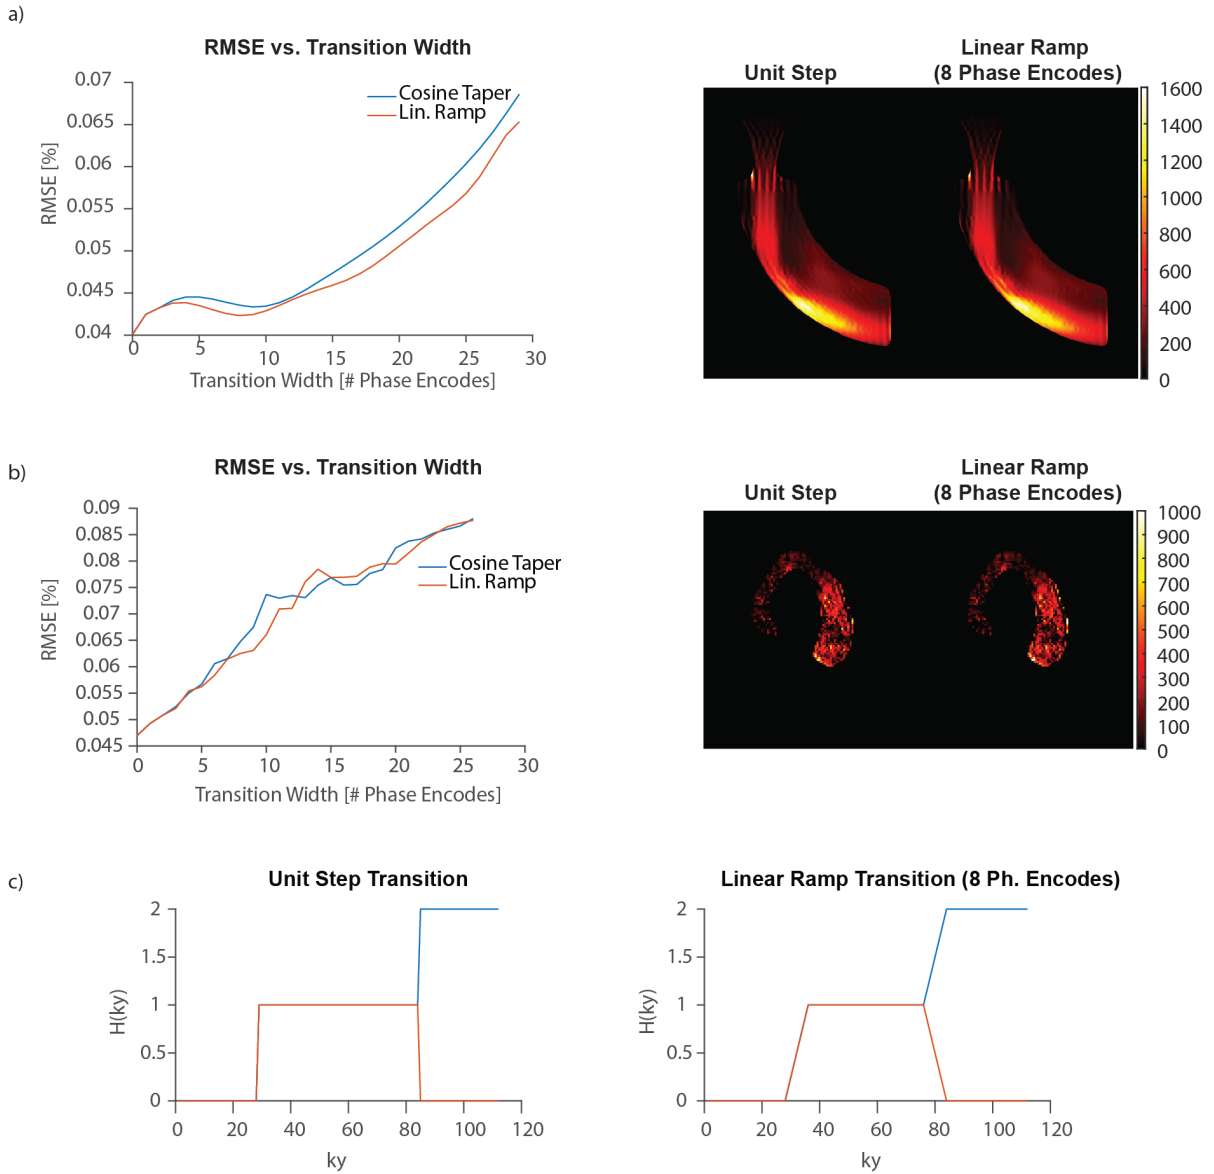 a)
RMSE vs. Transition Width
0.07
0.065
0.06
0.055
0.05
0.045
0.04
RMSE [%]
Cosine Taper
Lin. Ramp
0 5 10 15 20 25 30
Transition Width [# Phase Encodes]
Unit Step
Linear Ramp
(8 Phase Encodes)
1600
1400
1200
1000
800
600
400
200
0
b)
RMSE vs. Transition Width
0.09
0.085
0.08
0.075
0.07
0.065
0.06
0.055
0.05
0.045
RMSE [%]
Cosine Taper
Lin. Ramp
0 5 10 15 20 25 30
Transition Width [# Phase Encodes]
Unit Step
Linear Ramp
(8 Phase Encodes)
1000
900
800
700
600
500
400
300
200
100
0
c)
Unit Step Transition
2
1.5
1
0.5
0
H(ky)
0 20 40 60 80 100 120
ky
Linear Ramp Transition (8 Ph. Encodes)
2
1.5
1
0.5
0
H(ky)
0 20 40 60 80 100 120
ky